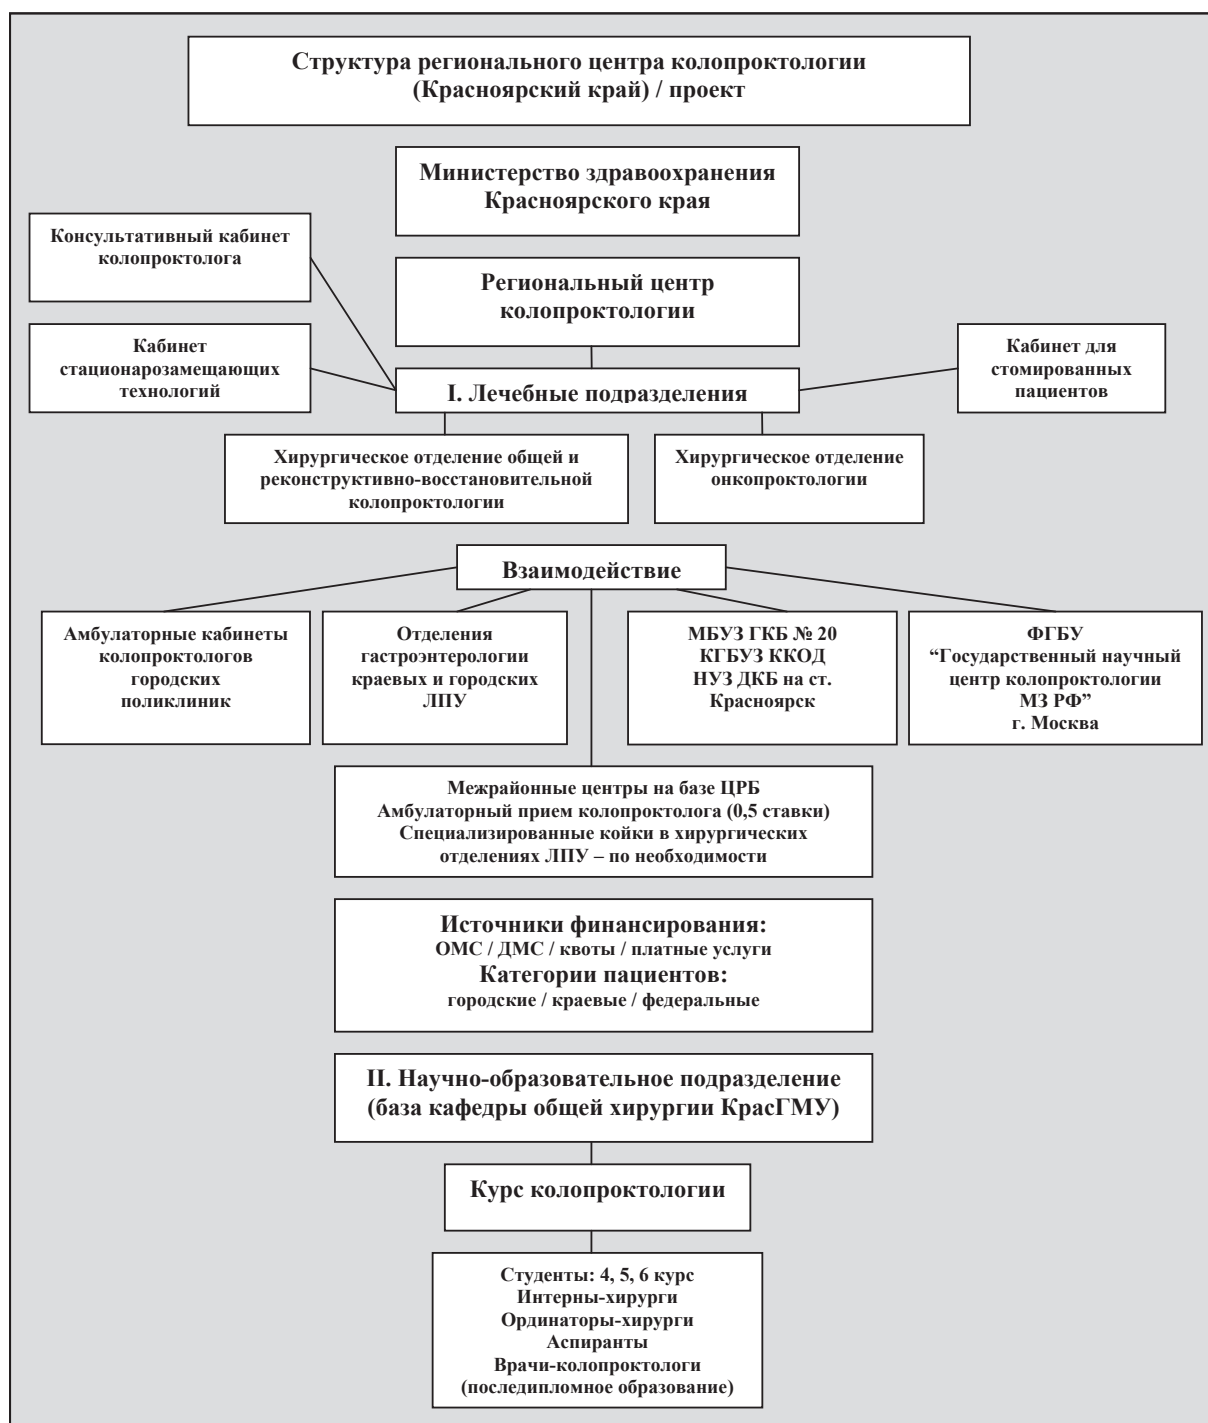 Структура регионального центра колопроктологии
(Красноярский край) / проект
Министерство здравоохранения
Красноярского края
Консультативный кабинет
колопроктолога
Региональный центр
колопроктологии
Кабинет
стационарозамещающих
технологий
Кабинет для
стомированных
пациентов
I. Лечебные подразделения
Хирургическое отделение общей и
реконструктивно-восстановительной
колопроктологии
Хирургическое отделение
онкопроктологии
Взаимодействие
Амбулаторные кабинеты
колопроктологов
городских
поликлиник
Отделения
гастроэнтерологии
краевых и городских
ЛПУ
МБУЗ ГКБ № 20
КГБУЗ ККОД
НУЗ ДКБ на ст.
Красноярск
ФГБУ
“Государственный научный
центр колопроктологии
МЗ РФ”
г. Москва
Межрайонные центры на базе ЦРБ
Амбулаторный прием колопроктолога (0,5 ставки)
Специализированные койки в хирургических
отделениях ЛПУ – по необходимости
Источники финансирования:
ОМС / ДМС / квоты / платные услуги
Категории пациентов:
городские / краевые / федеральные
II. Научно-образовательное подразделение
(база кафедры общей хирургии КрасГМУ)
Курс колопроктологии
Студенты: 4, 5, 6 курс
Интерны-хирурги
Ординаторы-хирурги
Аспиранты
Врачи-колопроктологи
(последипломное образование)